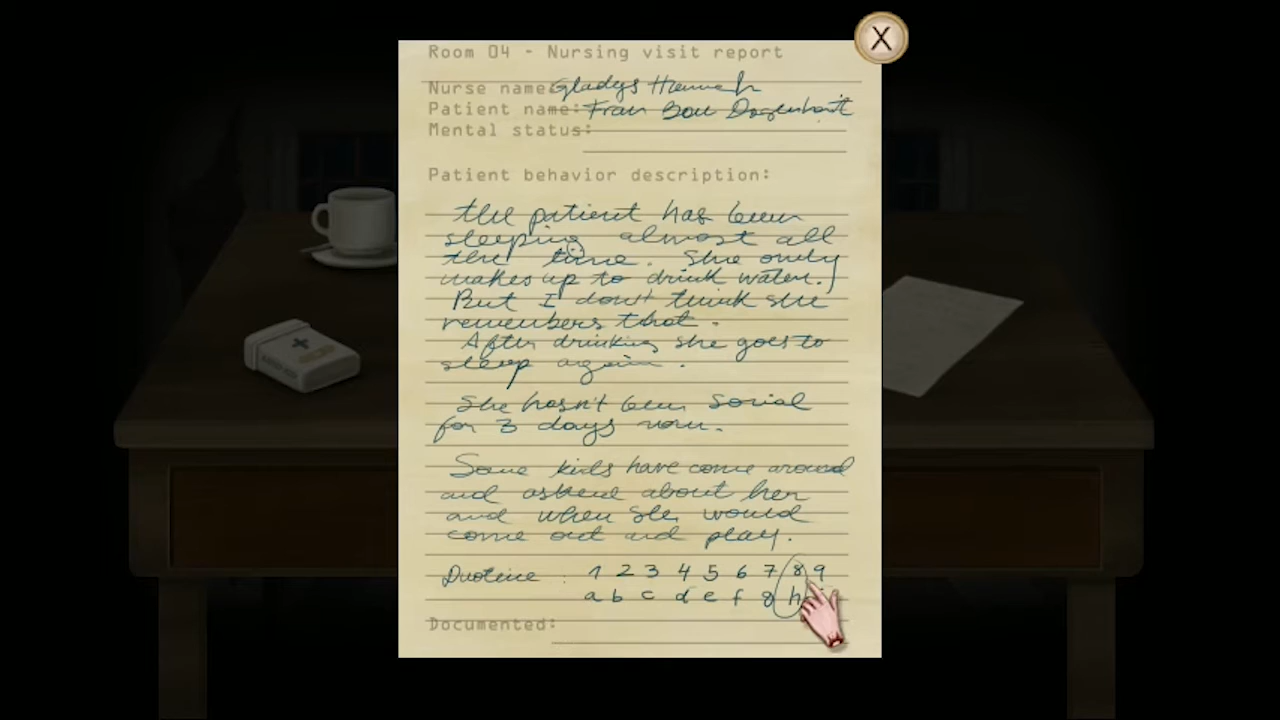 X
Room 04 - Nursing visit report
Nurse name: Gladys
Patient name: Fran Bow Dagenhart
Mental status:
Patient behavior description:
the patient has been
sleeping almost all
the time. She only
wakes up to drink water.
But I don't think she
remembers that.
After drinking she goes to
sleep again.
She hasn't been social
for 3 days now.
Some kids have come around
and asked about her
and when she would
come out and play.
Duotine : 1 2 3 4 5 6 7 8 9
a b c d e f g h
Documented: